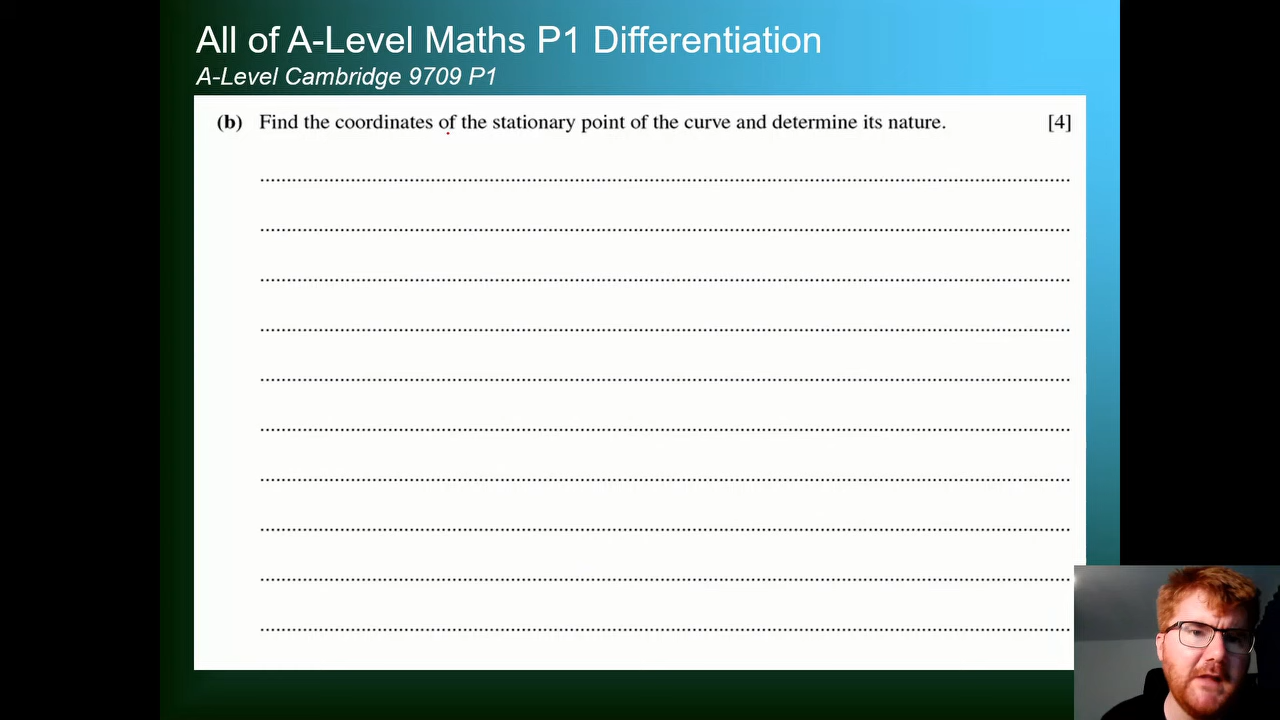 All of A-Level Maths P1 Differentiation
A-Level Cambridge 9709 P1
(b) Find the coordinates of the stationary point of the curve and determine its nature. [4]